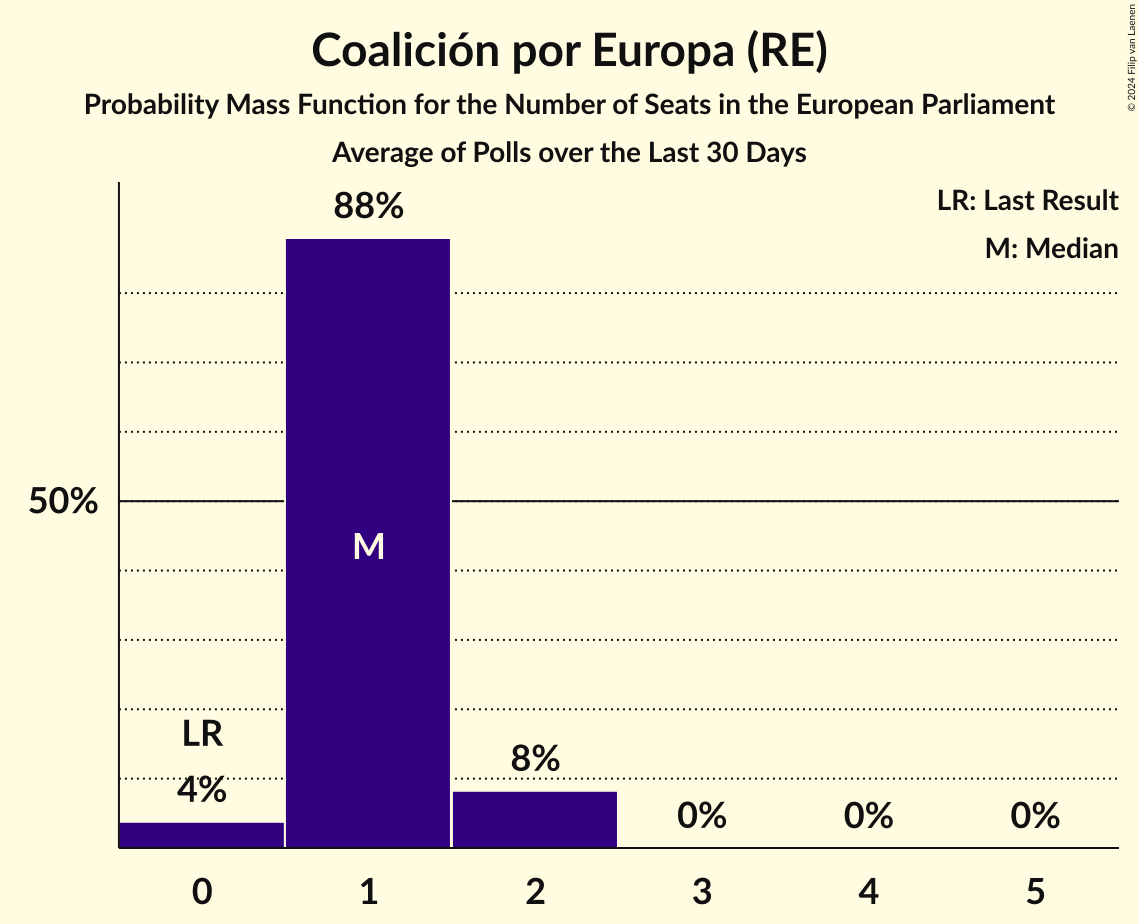 Coalición por Europa (RE)
Probability Mass Function for the Number of Seats in the European Parliament
Average of Polls over the Last 30 Days
© 2024 Filip van Laenen
LR: Last Result
M: Median
88%
50%
M
LR
4%
8%
0%
0%
0%
0
1
2
3
4
5